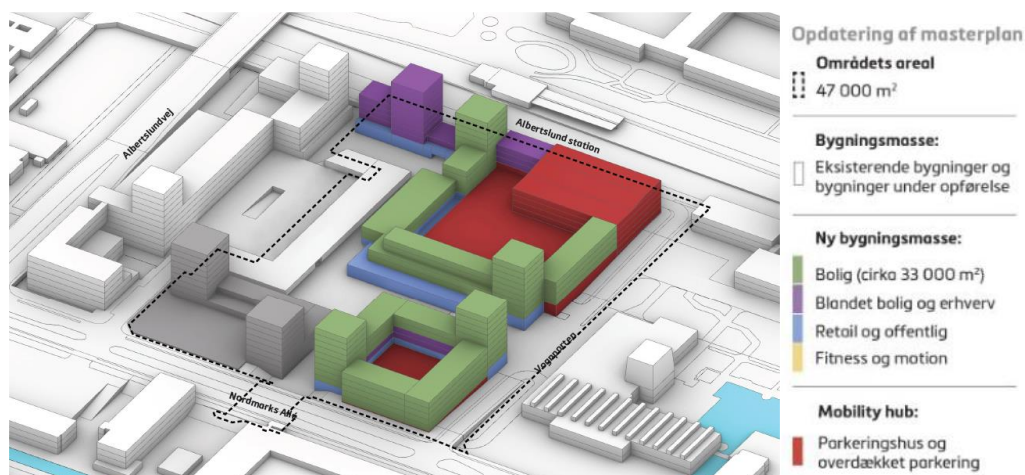 Albertslundvej
Albertslund station
Vegaporten
Nordmarks Allé
Opdatering af masterplan
Områdets areal
47 000 m²
Bygningsmasse:
Eksisterende bygninger og
bygninger under opførelse
Ny bygningsmasse:
Bolig (cirka 33 000 m²)
Blandet bolig og erhverv
Retail og offentlig
Fitness og motion
Mobility hub:
Parkeringshus og
overdækket parkering